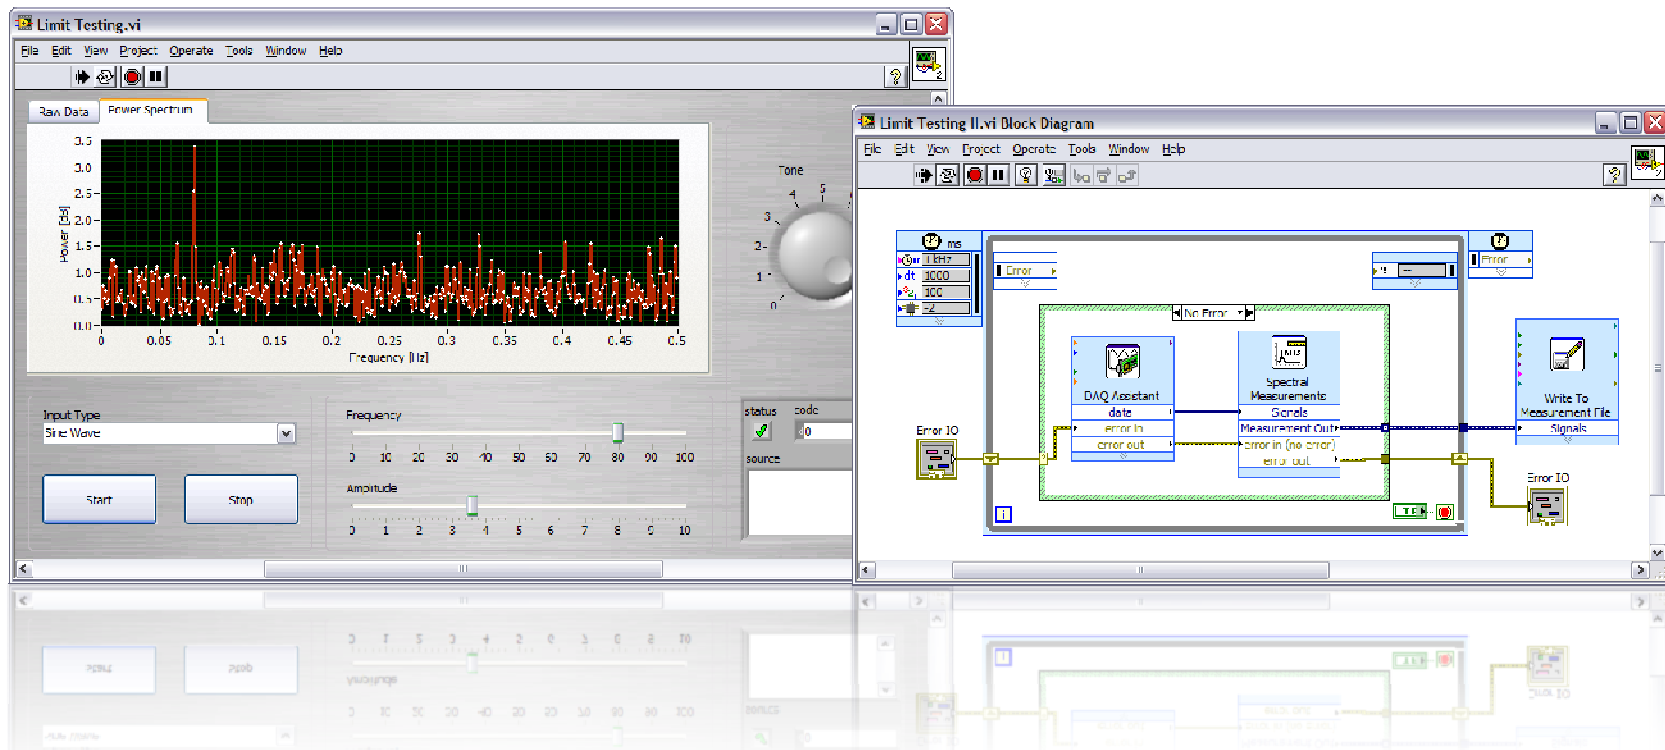 Limit Testing.vi
File Edit View Project Operate Tools Window Help
2
Raw Data Power Spectrum
3.5
3.0
2.5
2.0
1.5
1.0
0.5
0.0
Power [dB]
0 0.05 0.1 0.15 0.2 0.25 0.3 0.35 0.4 0.45 0.5
Frequency [Hz]
Tone
0 1 2 3 4 5
Input Type
Sine Wave
Start Stop
Frequency
0 10 20 30 40 50 60 70 80 90 100
Amplitude
0 1 2 3 4 5 6 7 8 9 10
status code
0
source
Limit Testing II.vi Block Diagram
File Edit View Project Operate Tools Window Help
ms
1 kHz
dt 1000
100
-2
Error
Error
No Error
DAQ Assistant
data
error in
error out
Spectral
Measurements
Signals
Measurement Out
error in (no error)
error out
Write To
Measurement File
Signals
Error IO
Error IO
i
TF